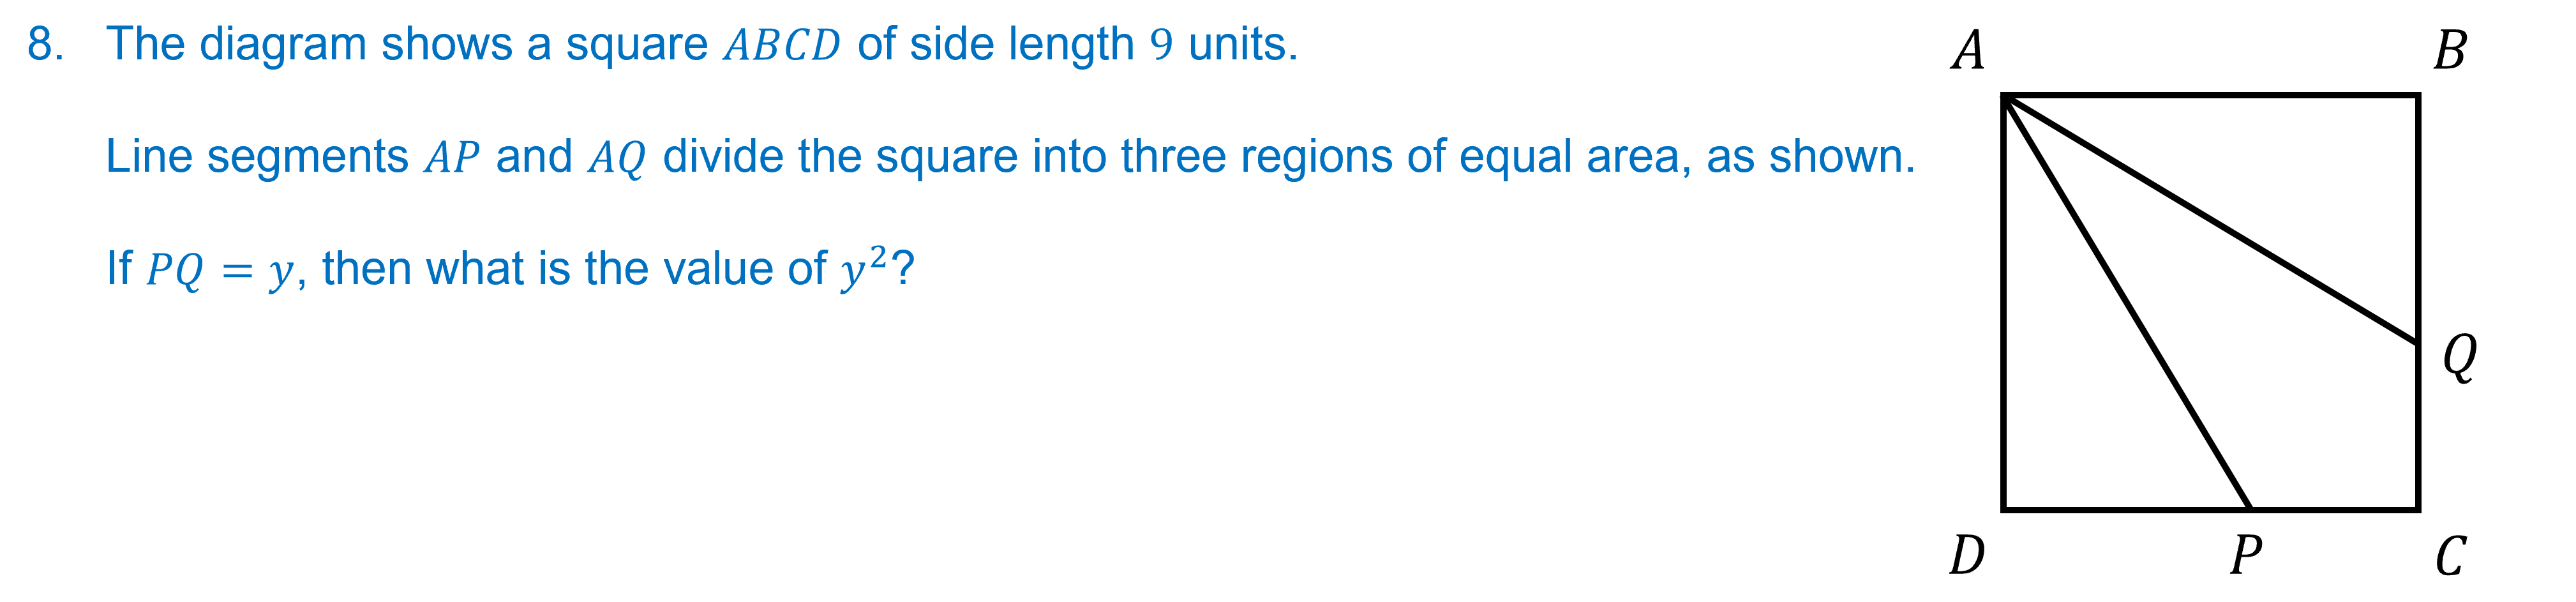 8. The diagram shows a square ABCD of side length 9 units.
Line segments AP and AQ divide the square into three regions of equal area, as shown.
If PQ = y, then what is the value of y²?
A B
Q
D P C